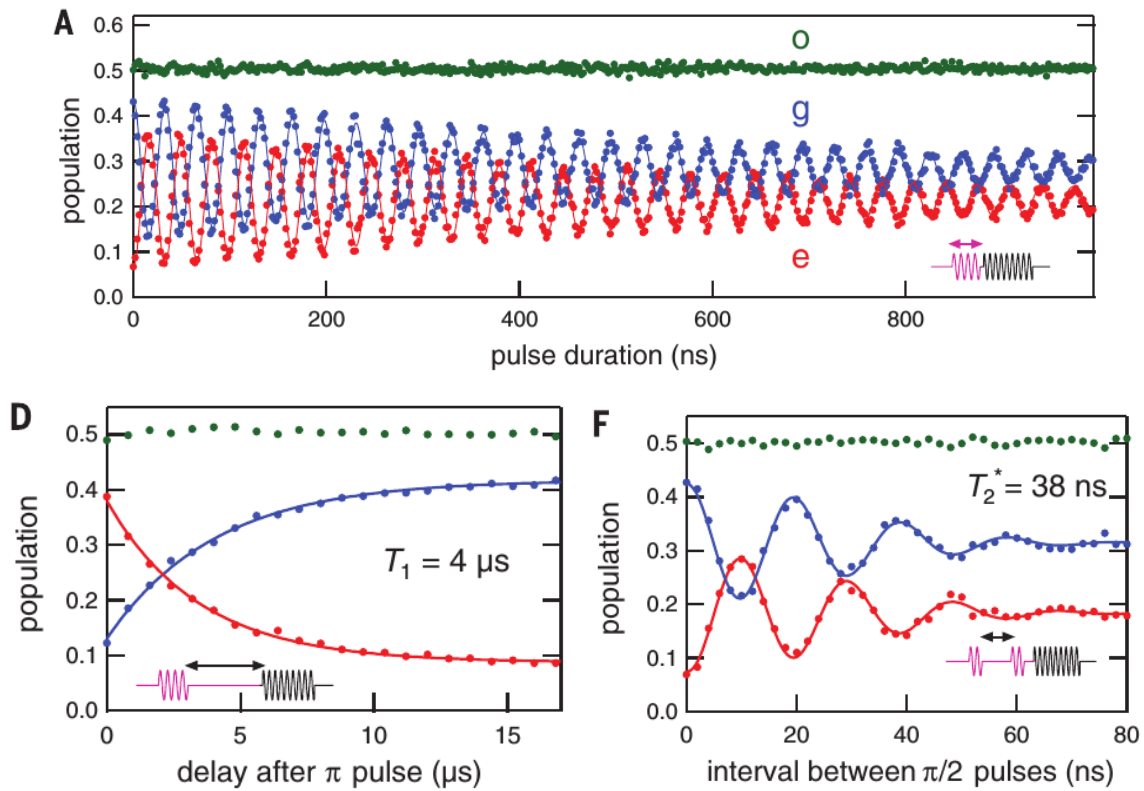 A
0.6
0.5
0.4
0.3
0.2
0.1
0.0
population
o
g
e
0
200
400
600
800
pulse duration (ns)
D
0.5
0.4
0.3
0.2
0.1
0.0
population
T₁ = 4 µs
0
5
10
15
delay after π pulse (µs)
F
0.5
0.4
0.3
0.2
0.1
0.0
population
T₂* = 38 ns
0
20
40
60
80
interval between π/2 pulses (ns)